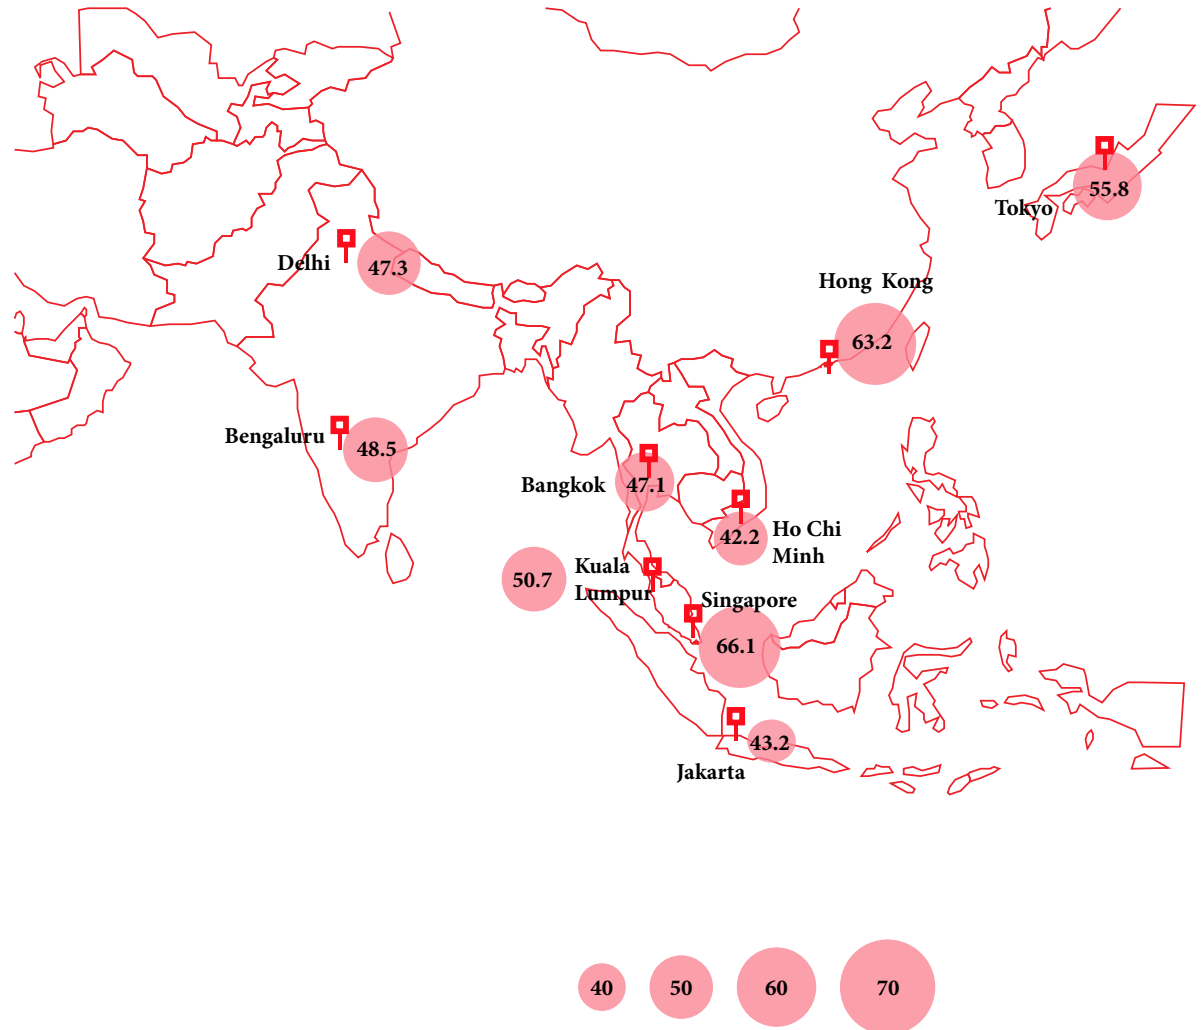 55.8
Tokyo
Delhi
47.3
Hong Kong
63.2
Bengaluru
48.5
Bangkok
47.1
42.2
Ho Chi
Minh
50.7
Kuala
Lumpur
Singapore
66.1
43.2
Jakarta
40
50
60
70